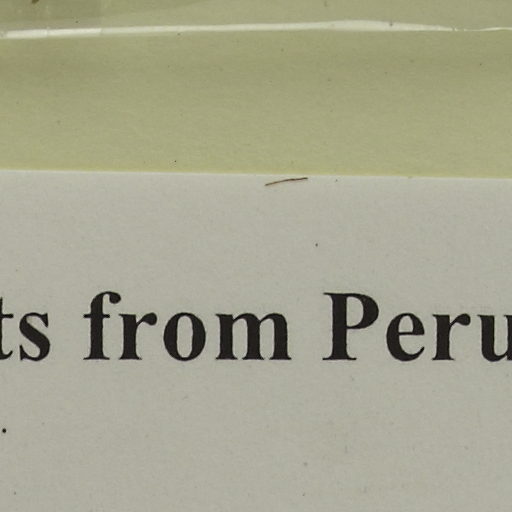 ts from Peru
.